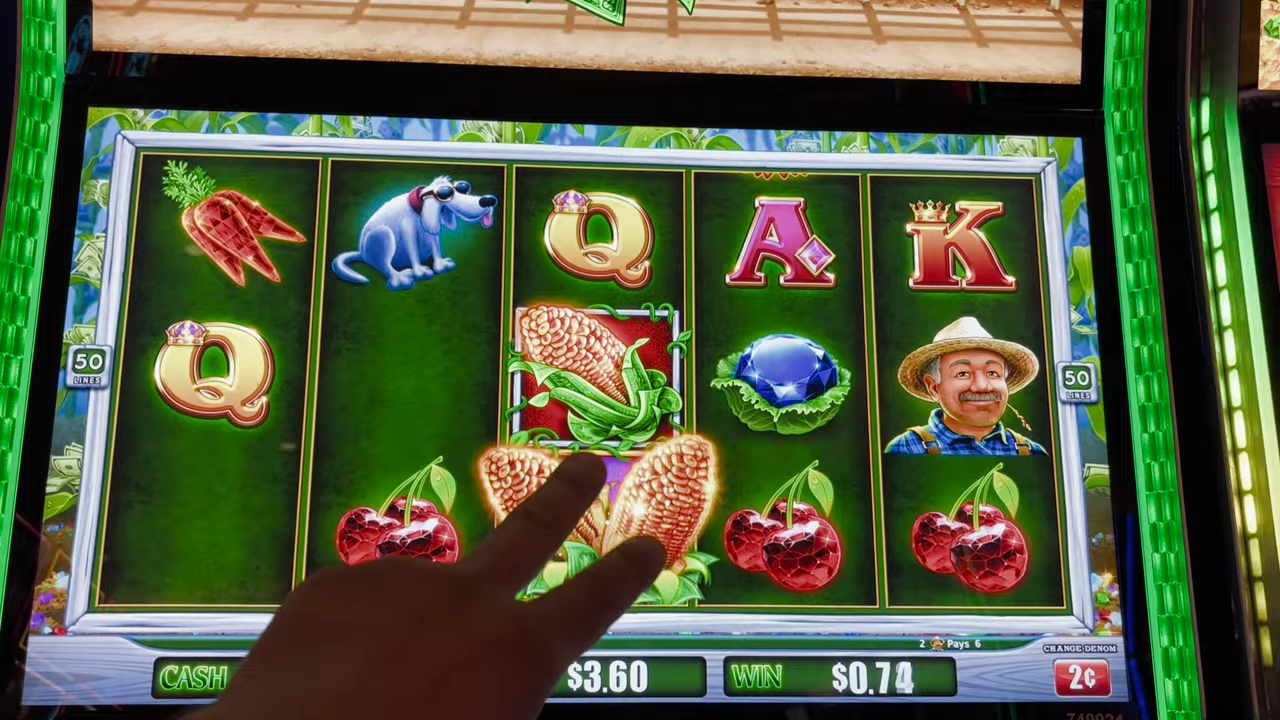 Q A K
50
LINES
Q
50
LINES
2 Pays 6
CHANGE DENOM
CASH $3.60 WIN $0.74 2¢